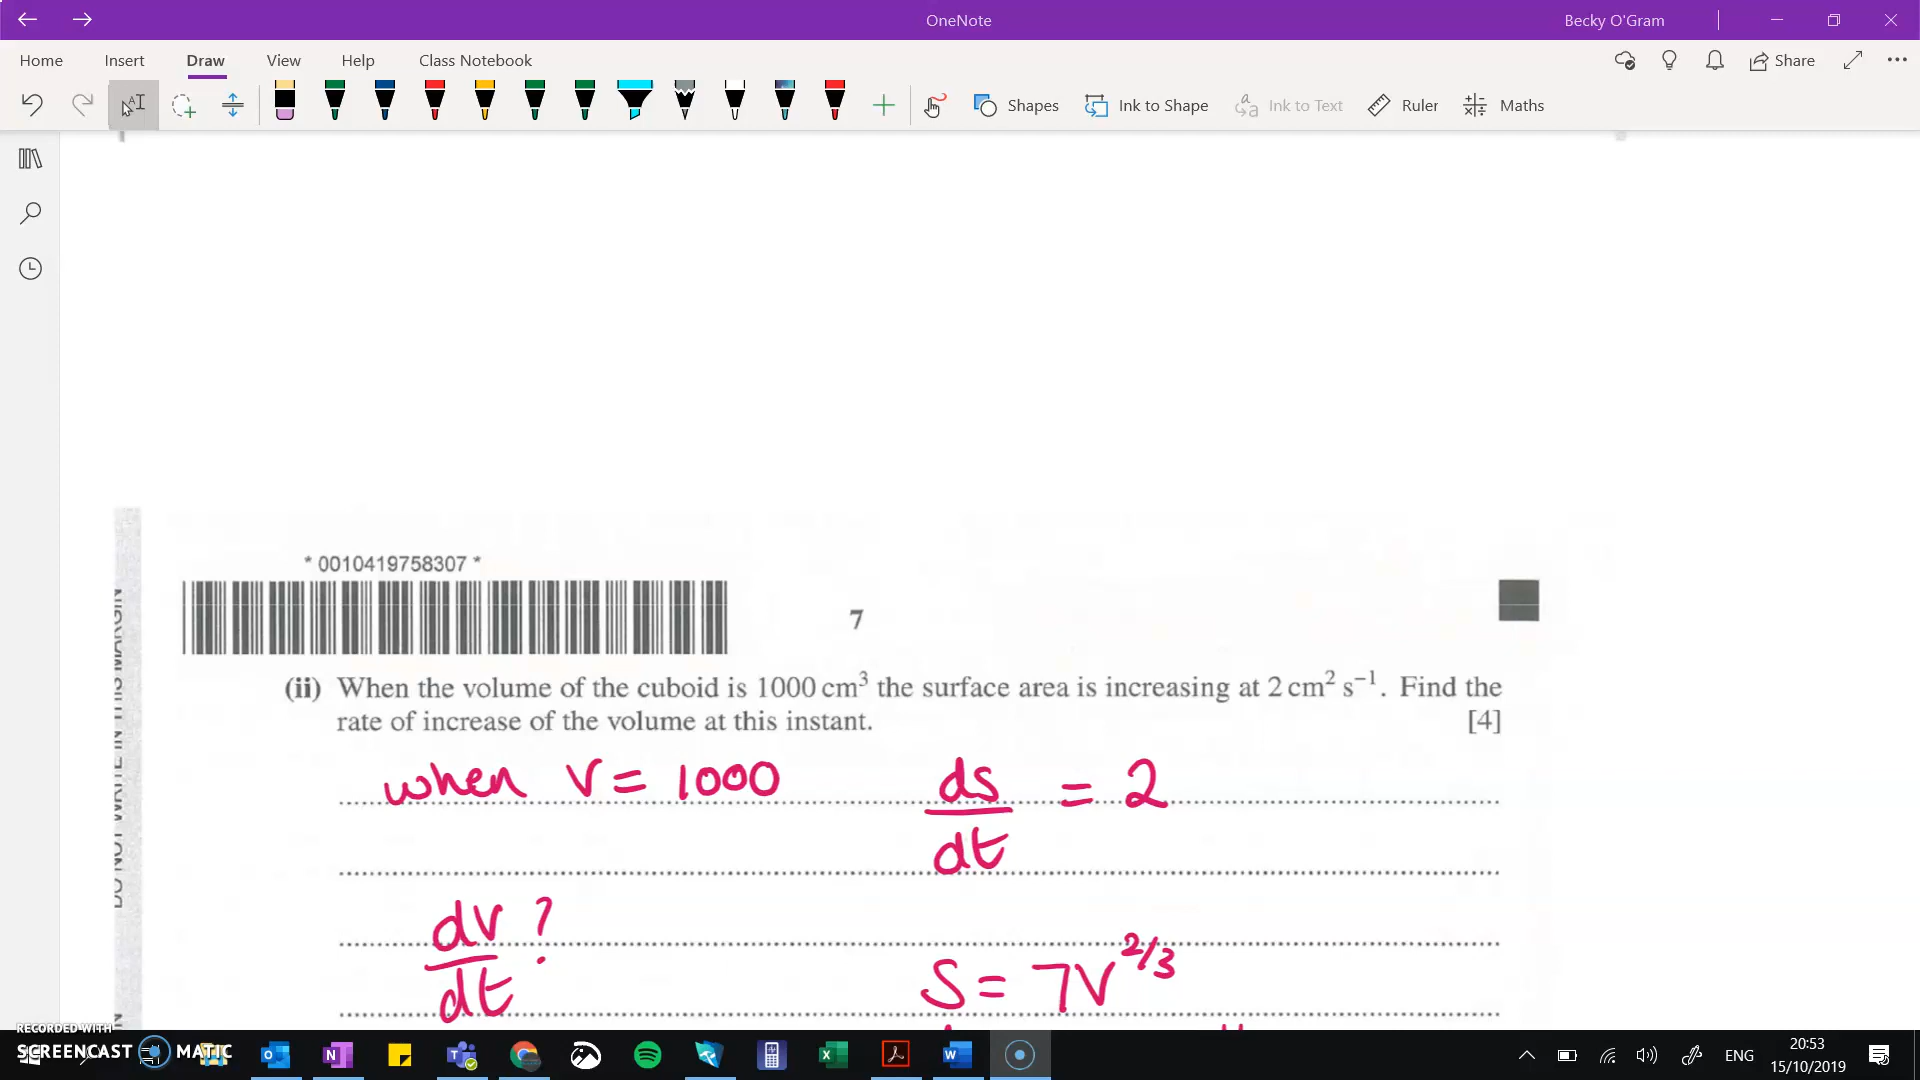 OneNote
Becky O'Gram
Home Insert Draw View Help Class Notebook
Share
Shapes Ink to Shape Ink to Text Ruler Maths
* 0010419758307 *
7
(ii) When the volume of the cuboid is 1000 cm³ the surface area is increasing at 2 cm² s⁻¹. Find the
rate of increase of the volume at this instant. [4]
when V = 1000 ds/dt = 2
dv/dt ?
S = 7V^2/3
RECORDED WITH
SCREENCAST MATIC
ENG
20:53
15/10/2019